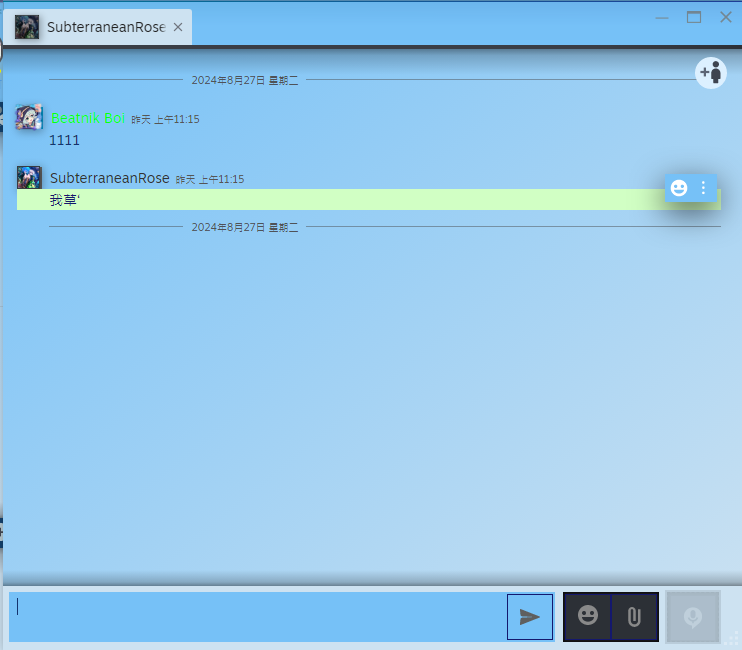 SubterraneanRose
2024年8月27日 星期二
Beatnik Boi 昨天 上午11:15
1111
SubterraneanRose 昨天 上午11:15
我草‘
2024年8月27日 星期二